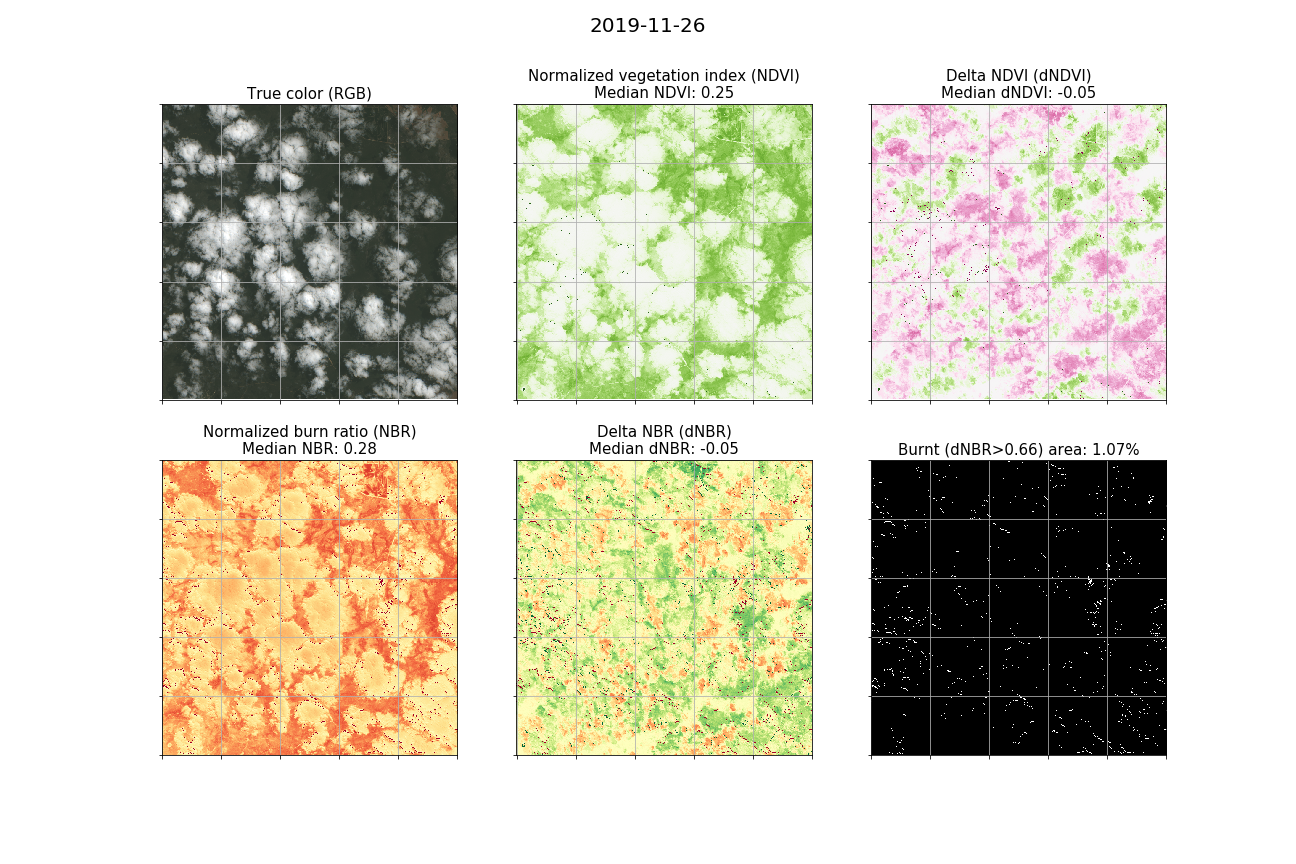 2019-11-26
True color (RGB)
Normalized vegetation index (NDVI)
Median NDVI: 0.25
Delta NDVI (dNDVI)
Median dNDVI: -0.05
Normalized burn ratio (NBR)
Median NBR: 0.28
Delta NBR (dNBR)
Median dNBR: -0.05
Burnt (dNBR>0.66) area: 1.07%